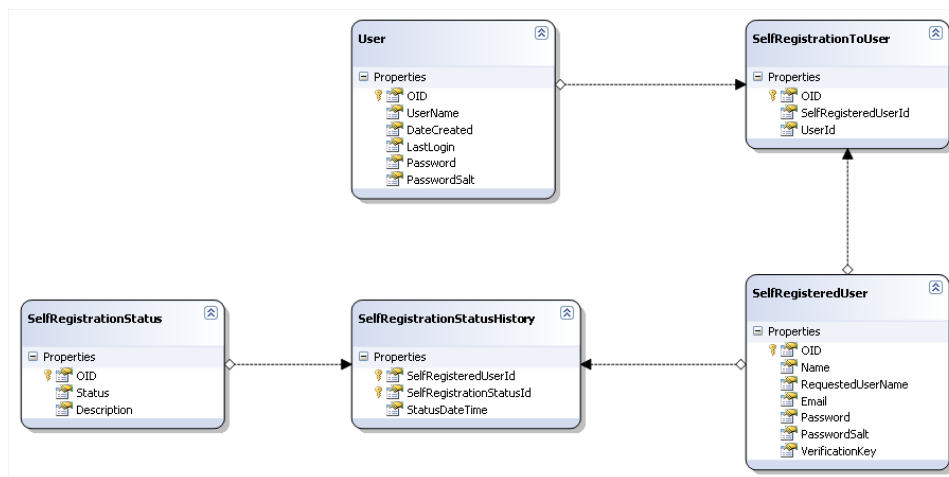 User
Properties
OID
UserName
DateCreated
LastLogin
Password
PasswordSalt
SelfRegistrationToUser
Properties
OID
SelfRegisteredUserId
UserId
SelfRegistrationStatus
Properties
OID
Status
Description
SelfRegistrationStatusHistory
Properties
SelfRegisteredUserId
SelfRegistrationStatusId
StatusDateTime
SelfRegisteredUser
Properties
OID
Name
RequestedUserName
Email
Password
PasswordSalt
VerificationKey